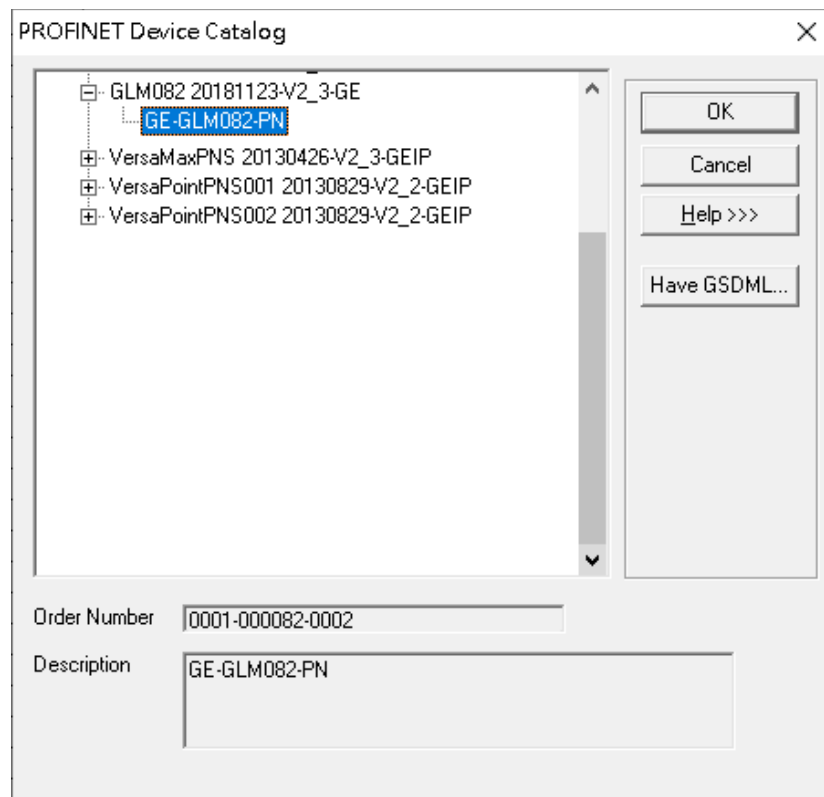 PROFINET Device Catalog
GLM082 20181123-V2_3-GE
GE-GLM082-PN
VersaMaxPNS 20130426-V2_3-GEIP
VersaPointPNS001 20130829-V2_2-GEIP
VersaPointPNS002 20130829-V2_2-GEIP
OK
Cancel
Help >>>
Have GSDML...
Order Number
0001-000082-0002
Description
GE-GLM082-PN